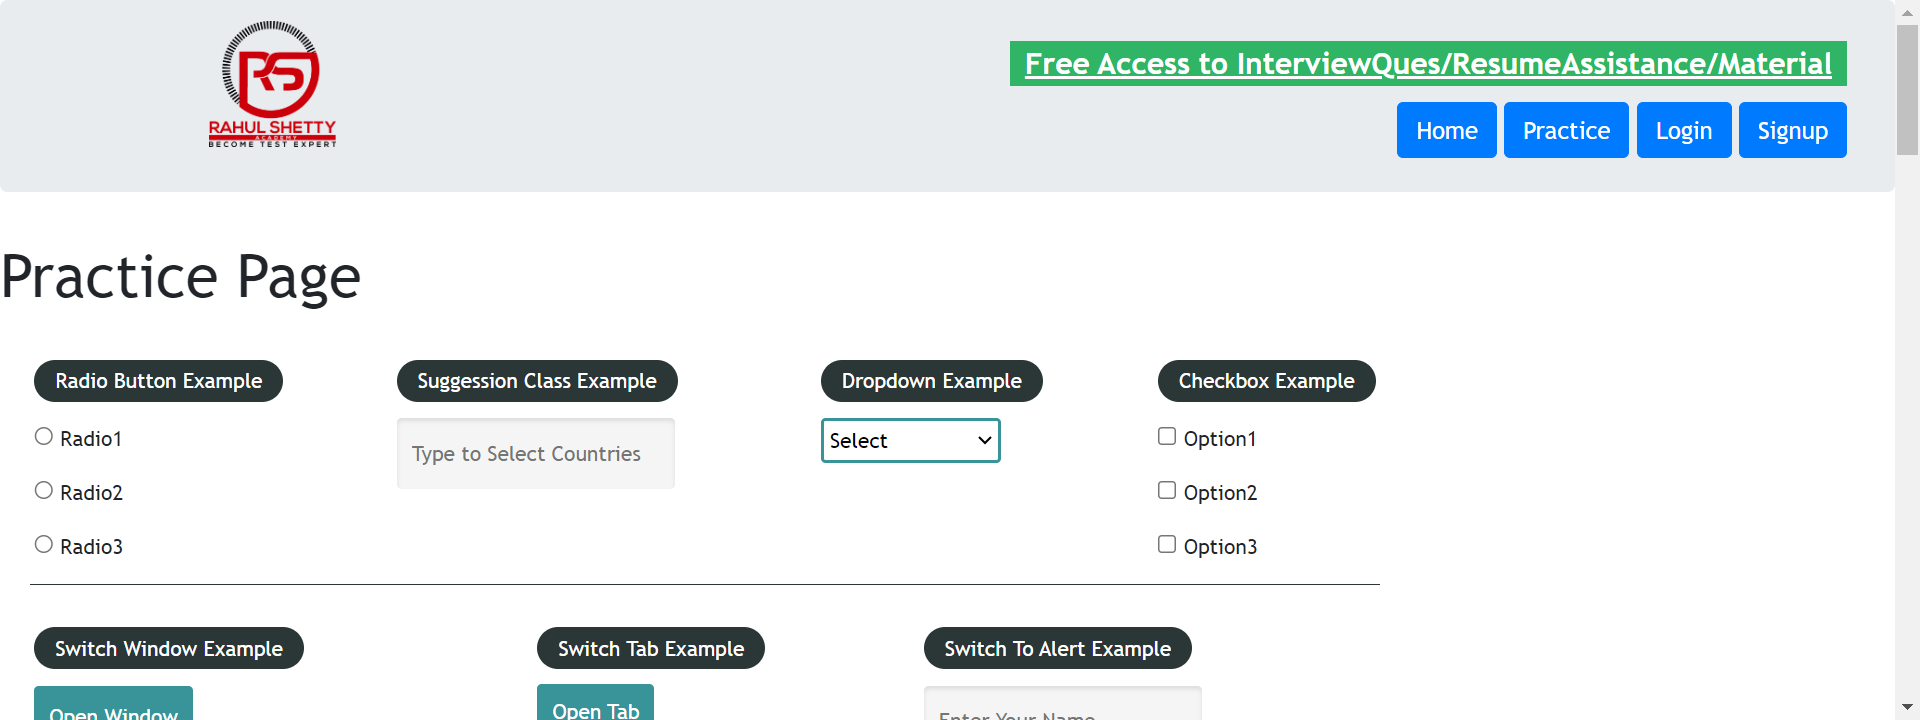 RAHUL SHETTY
ACADEMY
BECOME TEST EXPERT
Free Access to InterviewQues/ResumeAssistance/Material
Home Practice Login Signup
Practice Page
Radio Button Example
Radio1
Radio2
Radio3
Suggession Class Example
Type to Select Countries
Dropdown Example
Select
Checkbox Example
Option1
Option2
Option3
Switch Window Example
Open Window
Switch Tab Example
Open Tab
Switch To Alert Example
Enter Your Name